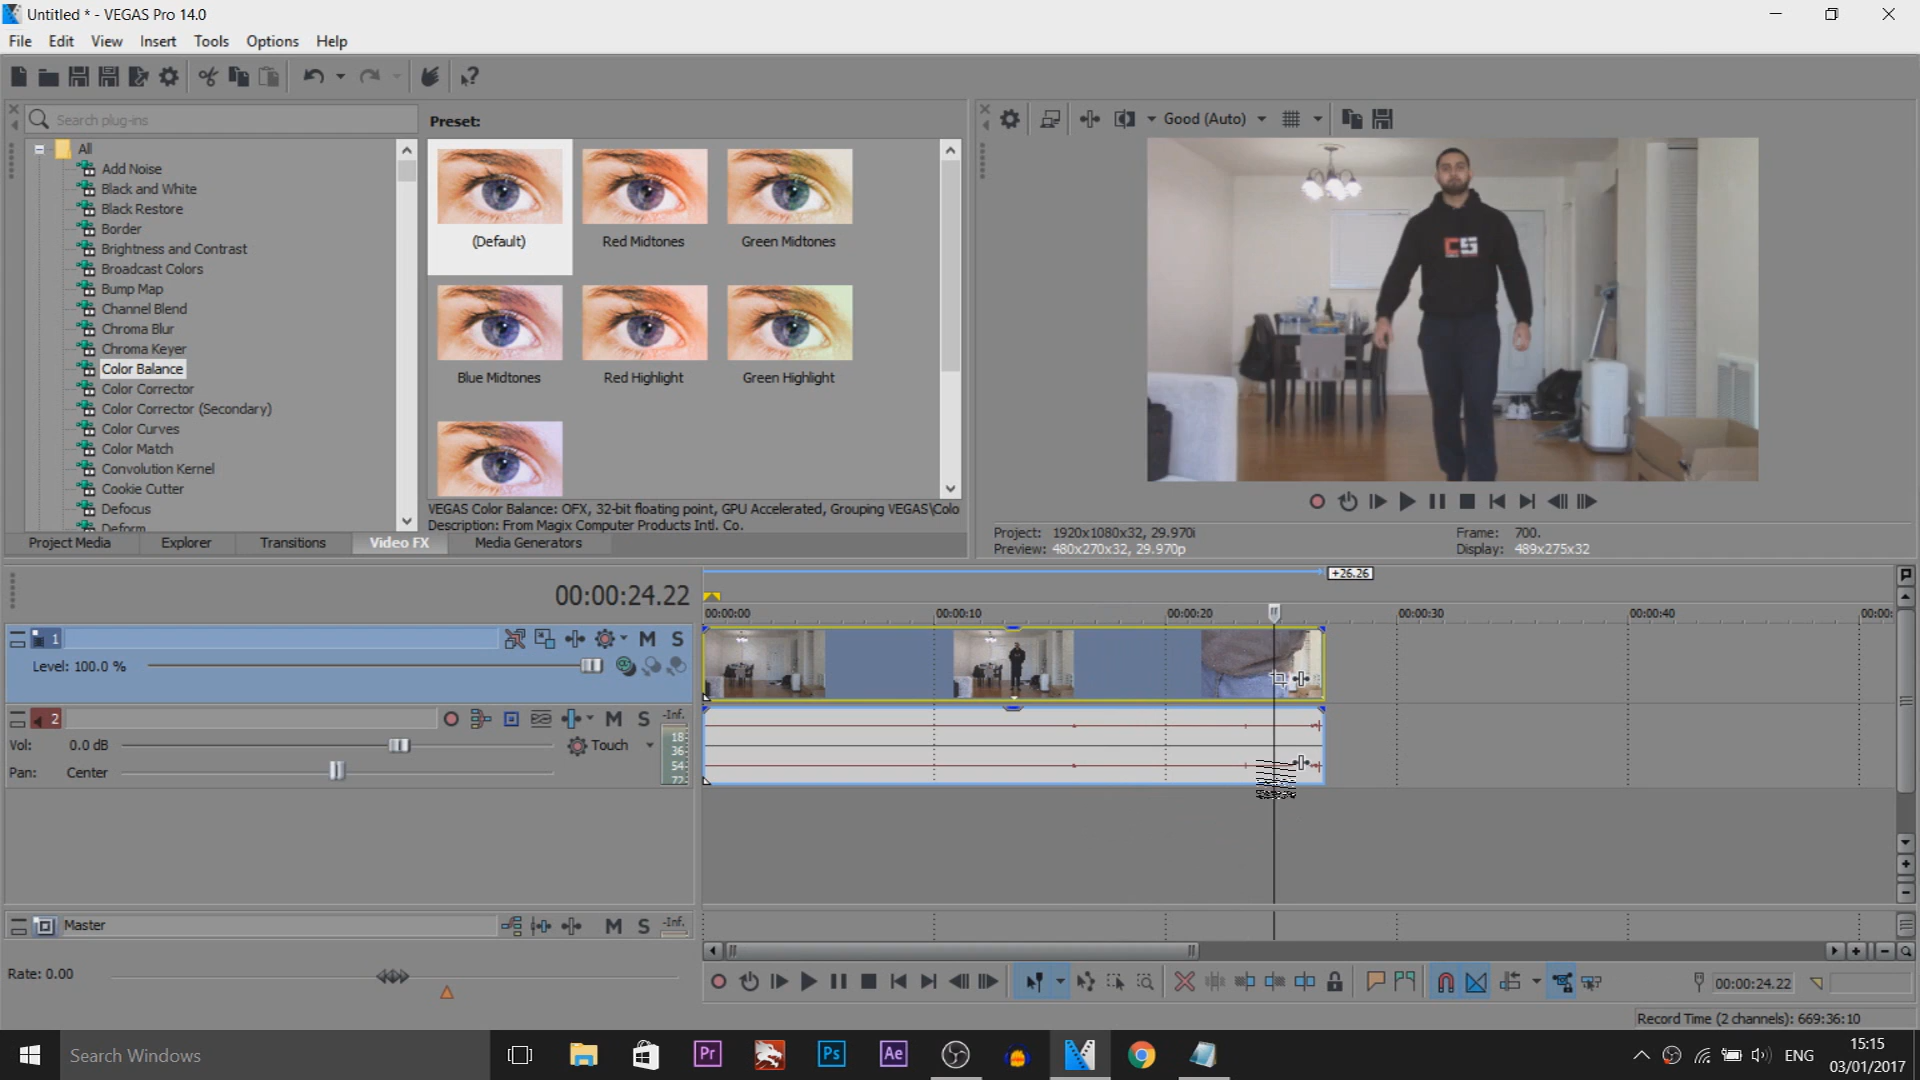 Untitled * - VEGAS Pro 14.0
File Edit View Insert Tools Options Help
Search plug-ins
Preset:
Good (Auto)
All
Add Noise
Black and White
Black Restore
Border
Brightness and Contrast
Broadcast Colors
Bump Map
Channel Blend
Chroma Blur
Chroma Keyer
Color Balance
Color Corrector
Color Corrector (Secondary)
Color Curves
Color Match
Convolution Kernel
Cookie Cutter
Defocus
Deform
(Default) Red Midtones Green Midtones
Blue Midtones Red Highlight Green Highlight
VEGAS Color Balance: OFX, 32-bit floating point, GPU Accelerated, Grouping VEGAS\Colo
Description: From Magix Computer Products Intl. Co.
CS
Project: 1920x1080x32, 29.970i Frame: 700.
Preview: 480x270x32, 29.970p Display: 489x275x32
Project Media Explorer Transitions Video FX Media Generators
+26.26
00:00:24.22
00:00:00 00:00:10 00:00:20 00:00:30 00:00:40 00:00:
1 M S
Level: 100.0 %
2 M S -Inf.
Vol: 0.0 dB Touch
Pan: Center
18
36
54
72
Master M S -Inf.
Rate: 0.00
00:00:24.22
Record Time (2 channels): 669:36:10
Search Windows
Pr Ps Ae
ENG
15:15
03/01/2017